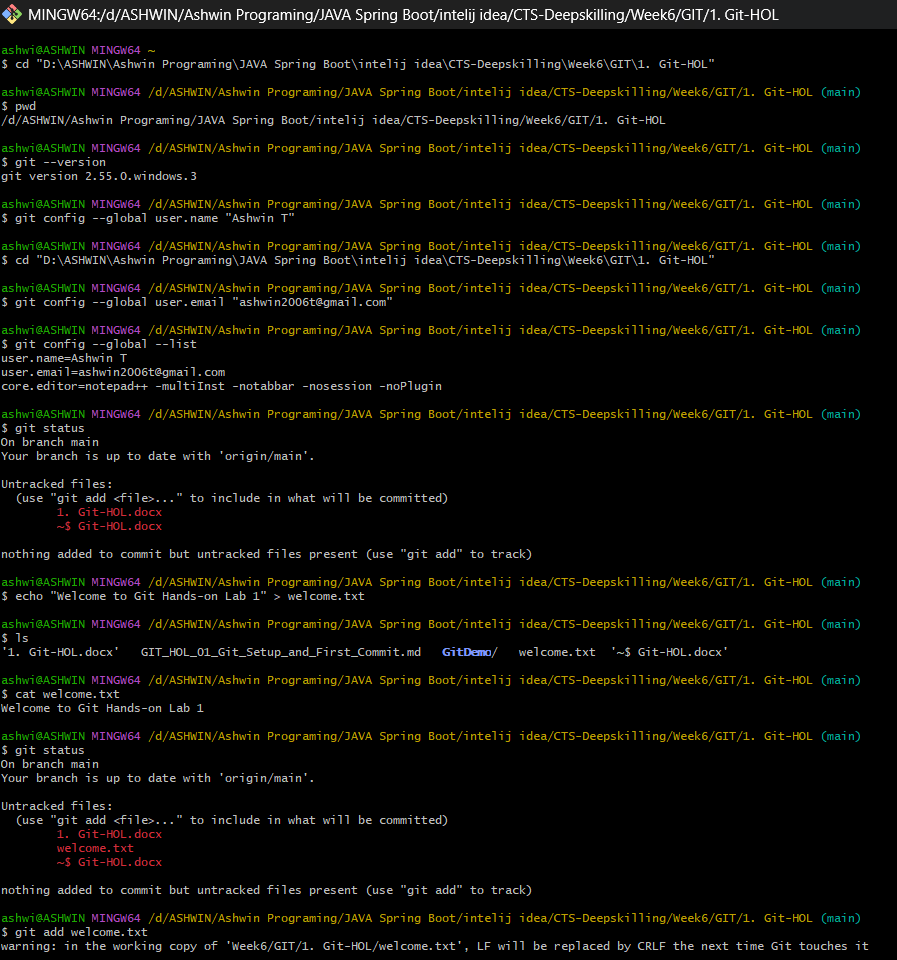 MINGW64:/d/ASHWIN/Ashwin Programing/JAVA Spring Boot/intelij idea/CTS-Deepskilling/Week6/GIT/1. Git-HOL
ashwi@ASHWIN MINGW64 ~
$ cd "D:\ASHWIN\Ashwin Programing\JAVA Spring Boot\intelij idea\CTS-Deepskilling\Week6\GIT\1. Git-HOL"
ashwi@ASHWIN MINGW64 /d/ASHWIN/Ashwin Programing/JAVA Spring Boot/intelij idea/CTS-Deepskilling/Week6/GIT/1. Git-HOL (main)
$ pwd
/d/ASHWIN/Ashwin Programing/JAVA Spring Boot/intelij idea/CTS-Deepskilling/Week6/GIT/1. Git-HOL
ashwi@ASHWIN MINGW64 /d/ASHWIN/Ashwin Programing/JAVA Spring Boot/intelij idea/CTS-Deepskilling/Week6/GIT/1. Git-HOL (main)
$ git --version
git version 2.55.0.windows.3
ashwi@ASHWIN MINGW64 /d/ASHWIN/Ashwin Programing/JAVA Spring Boot/intelij idea/CTS-Deepskilling/Week6/GIT/1. Git-HOL (main)
$ git config --global user.name "Ashwin T"
ashwi@ASHWIN MINGW64 /d/ASHWIN/Ashwin Programing/JAVA Spring Boot/intelij idea/CTS-Deepskilling/Week6/GIT/1. Git-HOL (main)
$ cd "D:\ASHWIN\Ashwin Programing\JAVA Spring Boot\intelij idea\CTS-Deepskilling\Week6\GIT\1. Git-HOL"
ashwi@ASHWIN MINGW64 /d/ASHWIN/Ashwin Programing/JAVA Spring Boot/intelij idea/CTS-Deepskilling/Week6/GIT/1. Git-HOL (main)
$ git config --global user.email "ashwin2006t@gmail.com"
ashwi@ASHWIN MINGW64 /d/ASHWIN/Ashwin Programing/JAVA Spring Boot/intelij idea/CTS-Deepskilling/Week6/GIT/1. Git-HOL (main)
$ git config --global --list
user.name=Ashwin T
user.email=ashwin2006t@gmail.com
core.editor=notepad++ -multiInst -notabbar -nosession -noPlugin
ashwi@ASHWIN MINGW64 /d/ASHWIN/Ashwin Programing/JAVA Spring Boot/intelij idea/CTS-Deepskilling/Week6/GIT/1. Git-HOL (main)
$ git status
On branch main
Your branch is up to date with 'origin/main'.
Untracked files:
  (use "git add <file>..." to include in what will be committed)
        1. Git-HOL.docx
        ~$ Git-HOL.docx
nothing added to commit but untracked files present (use "git add" to track)
ashwi@ASHWIN MINGW64 /d/ASHWIN/Ashwin Programing/JAVA Spring Boot/intelij idea/CTS-Deepskilling/Week6/GIT/1. Git-HOL (main)
$ echo "Welcome to Git Hands-on Lab 1" > welcome.txt
ashwi@ASHWIN MINGW64 /d/ASHWIN/Ashwin Programing/JAVA Spring Boot/intelij idea/CTS-Deepskilling/Week6/GIT/1. Git-HOL (main)
$ ls
'1. Git-HOL.docx'   GIT_HOL_01_Git_Setup_and_First_Commit.md   GitDemo/   welcome.txt  '~$ Git-HOL.docx'
ashwi@ASHWIN MINGW64 /d/ASHWIN/Ashwin Programing/JAVA Spring Boot/intelij idea/CTS-Deepskilling/Week6/GIT/1. Git-HOL (main)
$ cat welcome.txt
Welcome to Git Hands-on Lab 1
ashwi@ASHWIN MINGW64 /d/ASHWIN/Ashwin Programing/JAVA Spring Boot/intelij idea/CTS-Deepskilling/Week6/GIT/1. Git-HOL (main)
$ git status
On branch main
Your branch is up to date with 'origin/main'.
Untracked files:
  (use "git add <file>..." to include in what will be committed)
        1. Git-HOL.docx
        welcome.txt
        ~$ Git-HOL.docx
nothing added to commit but untracked files present (use "git add" to track)
ashwi@ASHWIN MINGW64 /d/ASHWIN/Ashwin Programing/JAVA Spring Boot/intelij idea/CTS-Deepskilling/Week6/GIT/1. Git-HOL (main)
$ git add welcome.txt
warning: in the working copy of 'Week6/GIT/1. Git-HOL/welcome.txt', LF will be replaced by CRLF the next time Git touches it